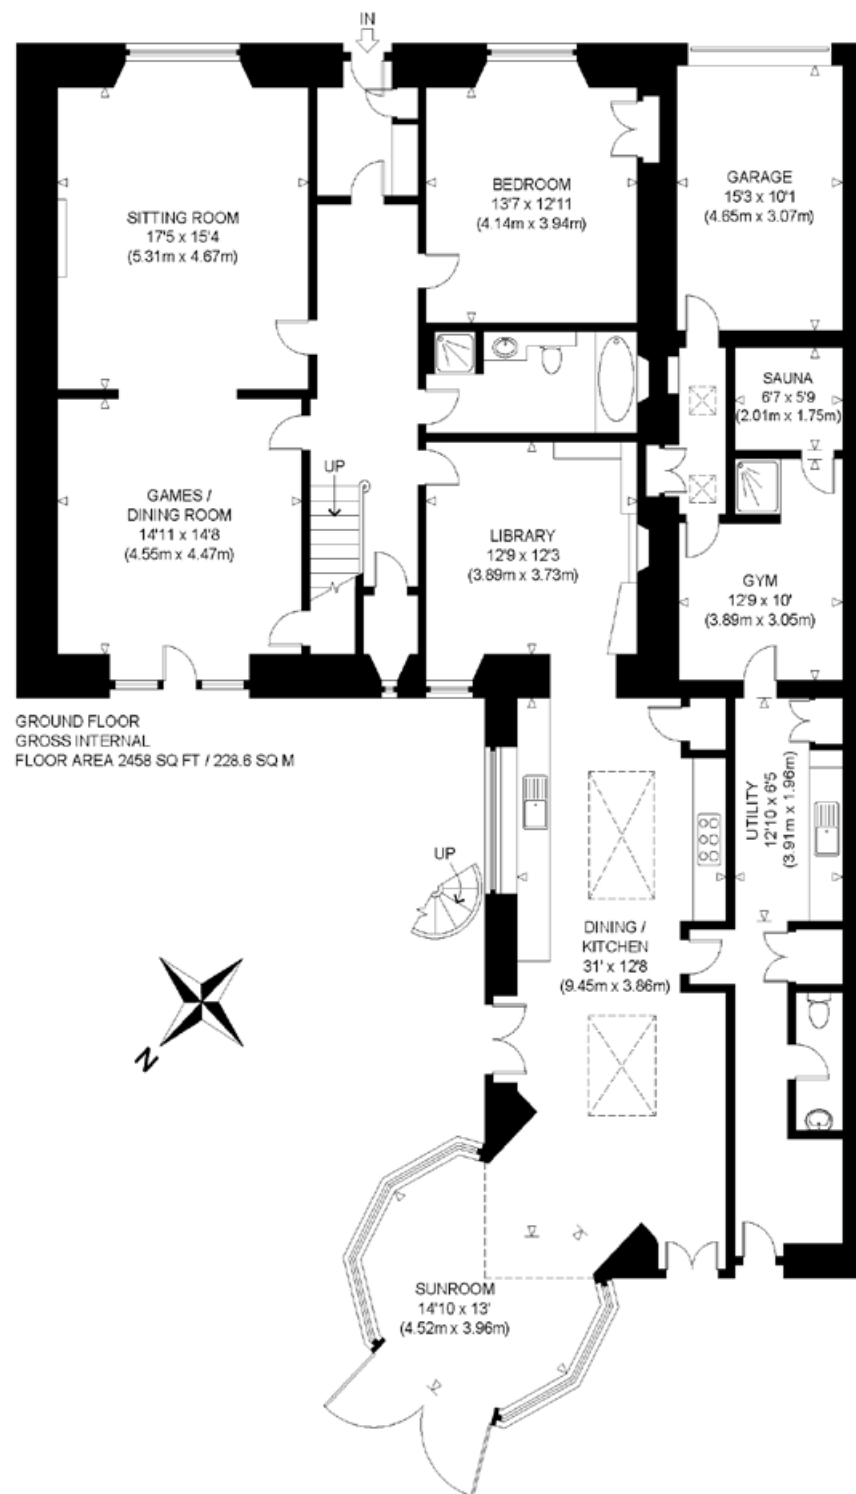 IN
SITTING ROOM
17'5 x 15'4
(5.31m x 4.67m)
BEDROOM
13'7 x 12'11
(4.14m x 3.94m)
GARAGE
15'3 x 10'1
(4.65m x 3.07m)
SAUNA
6'7 x 5'9
(2.01m x 1.75m)
UP
GAMES /
DINING ROOM
14'11 x 14'8
(4.55m x 4.47m)
LIBRARY
12'9 x 12'3
(3.89m x 3.73m)
GYM
12'9 x 10'
(3.89m x 3.05m)
GROUND FLOOR
GROSS INTERNAL
FLOOR AREA 2458 SQ FT / 228.6 SQ M
UTILITY
12'10 x 6'5
(3.91m x 1.96m)
UP
DINING /
KITCHEN
31' x 12'8
(9.45m x 3.86m)
N
SUNROOM
14'10 x 13'
(4.52m x 3.96m)